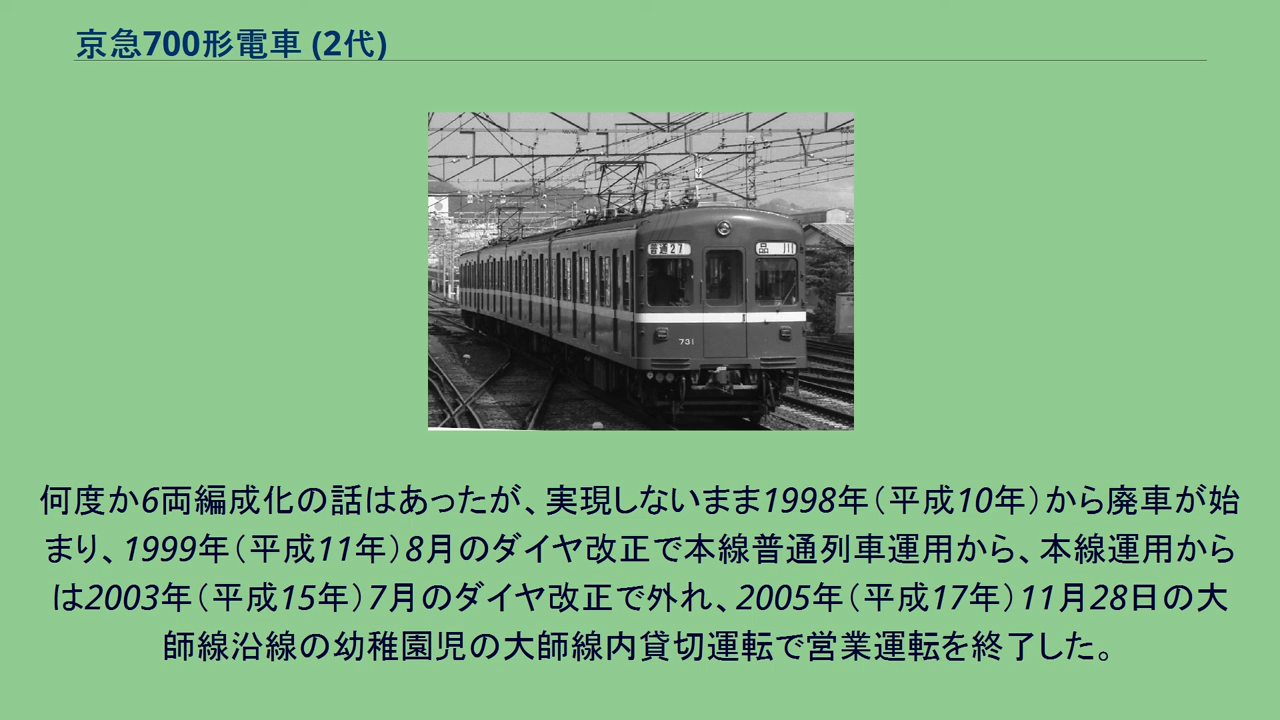 京急700形電車 (2代)
普通27
品川
731
何度か6両編成化の話はあったが、実現しないまま1998年（平成10年）から廃車が始
まり、1999年（平成11年）8月のダイヤ改正で本線普通列車運用から、本線運用から
は2003年（平成15年）7月のダイヤ改正で外れ、2005年（平成17年）11月28日の大
師線沿線の幼稚園児の大師線内貸切運転で営業運転を終了した。